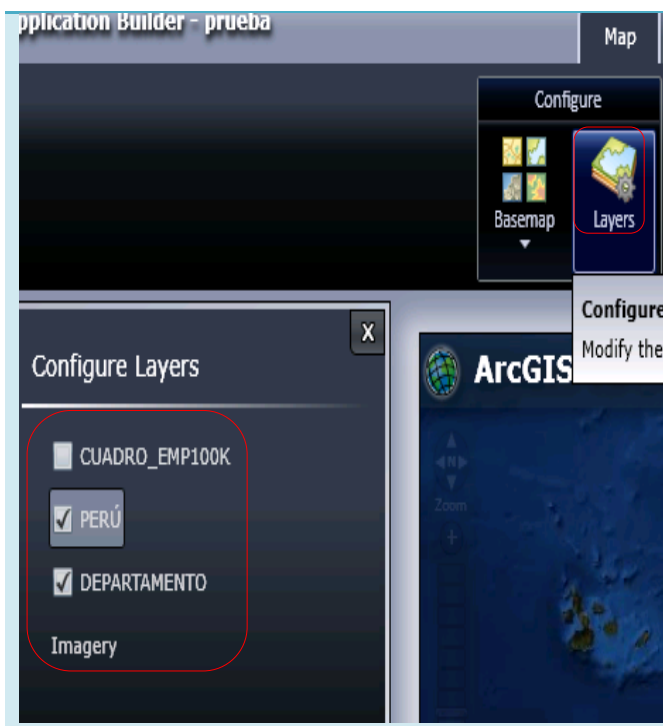 pplication Builder - prueba
Map
Configure
Basemap
Layers
Configure
Modify the
Configure Layers
X
CUADRO_EMP100K
PERÚ
DEPARTAMENTO
Imagery
ArcGIS
N
Zoom